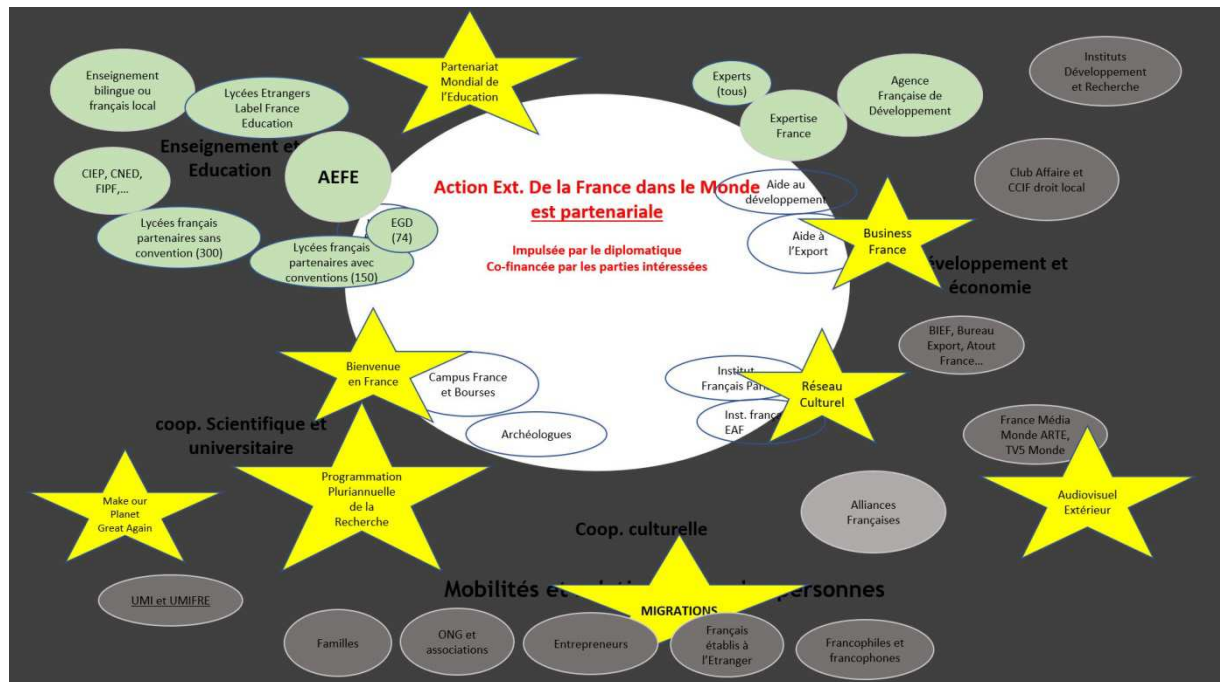 Partenariat
Mondial de
l'Education
Enseignement
bilingue ou
français local
Lycées Etrangers
Label France
Education
Enseignement et
Education
AEFE
CIEP, CNED,
FIPF,...
EGD
(74)
Lycées français
partenaires sans
convention (300)
Lycées français
partenaires avec
conventions (150)
Experts
(tous)
Expertise
France
Agence
Française de
Développement
Instituts
Développement
et Recherche
Club Affaire et
CCIF droit local
Action Ext. De la France dans le Monde
est partenariale
Impulsée par le diplomatique
Co-financée par les parties intéressées
Aide au
développement
Aide à
l'Export
Business
France
et
économie
BIEF, Bureau
Export, Atout
France...
Bienvenue
en France
Campus France
et Bourses
Archéologues
Institut
Français
Inst.
EAF
Réseau
Culturel
France Média
Monde ARTE,
TV5 Monde
Audiovisuel
Extérieur
Alliances
Françaises
coop. Scientifique et
universitaire
Programmation
Pluriannuelle
de la
Recherche
Make our
Planet
Great Again
UMI et UMIFRE
Coop. culturelle
Mobilités et
MIGRATIONS
Familles
ONG et
associations
Entrepreneurs
Français
établis à
l'Etranger
Francophiles et
francophones